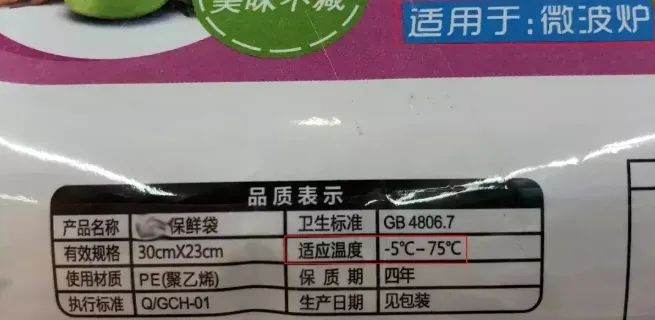 美味不减
适用于:微波炉
品质表示
产品名称 保鲜袋 卫生标准 GB 4806.7
有效规格 30cmX23cm 适应温度 -5℃-75℃
使用材质 PE(聚乙烯) 保质期 四年
执行标准 Q/GCH-01 生产日期 见包装